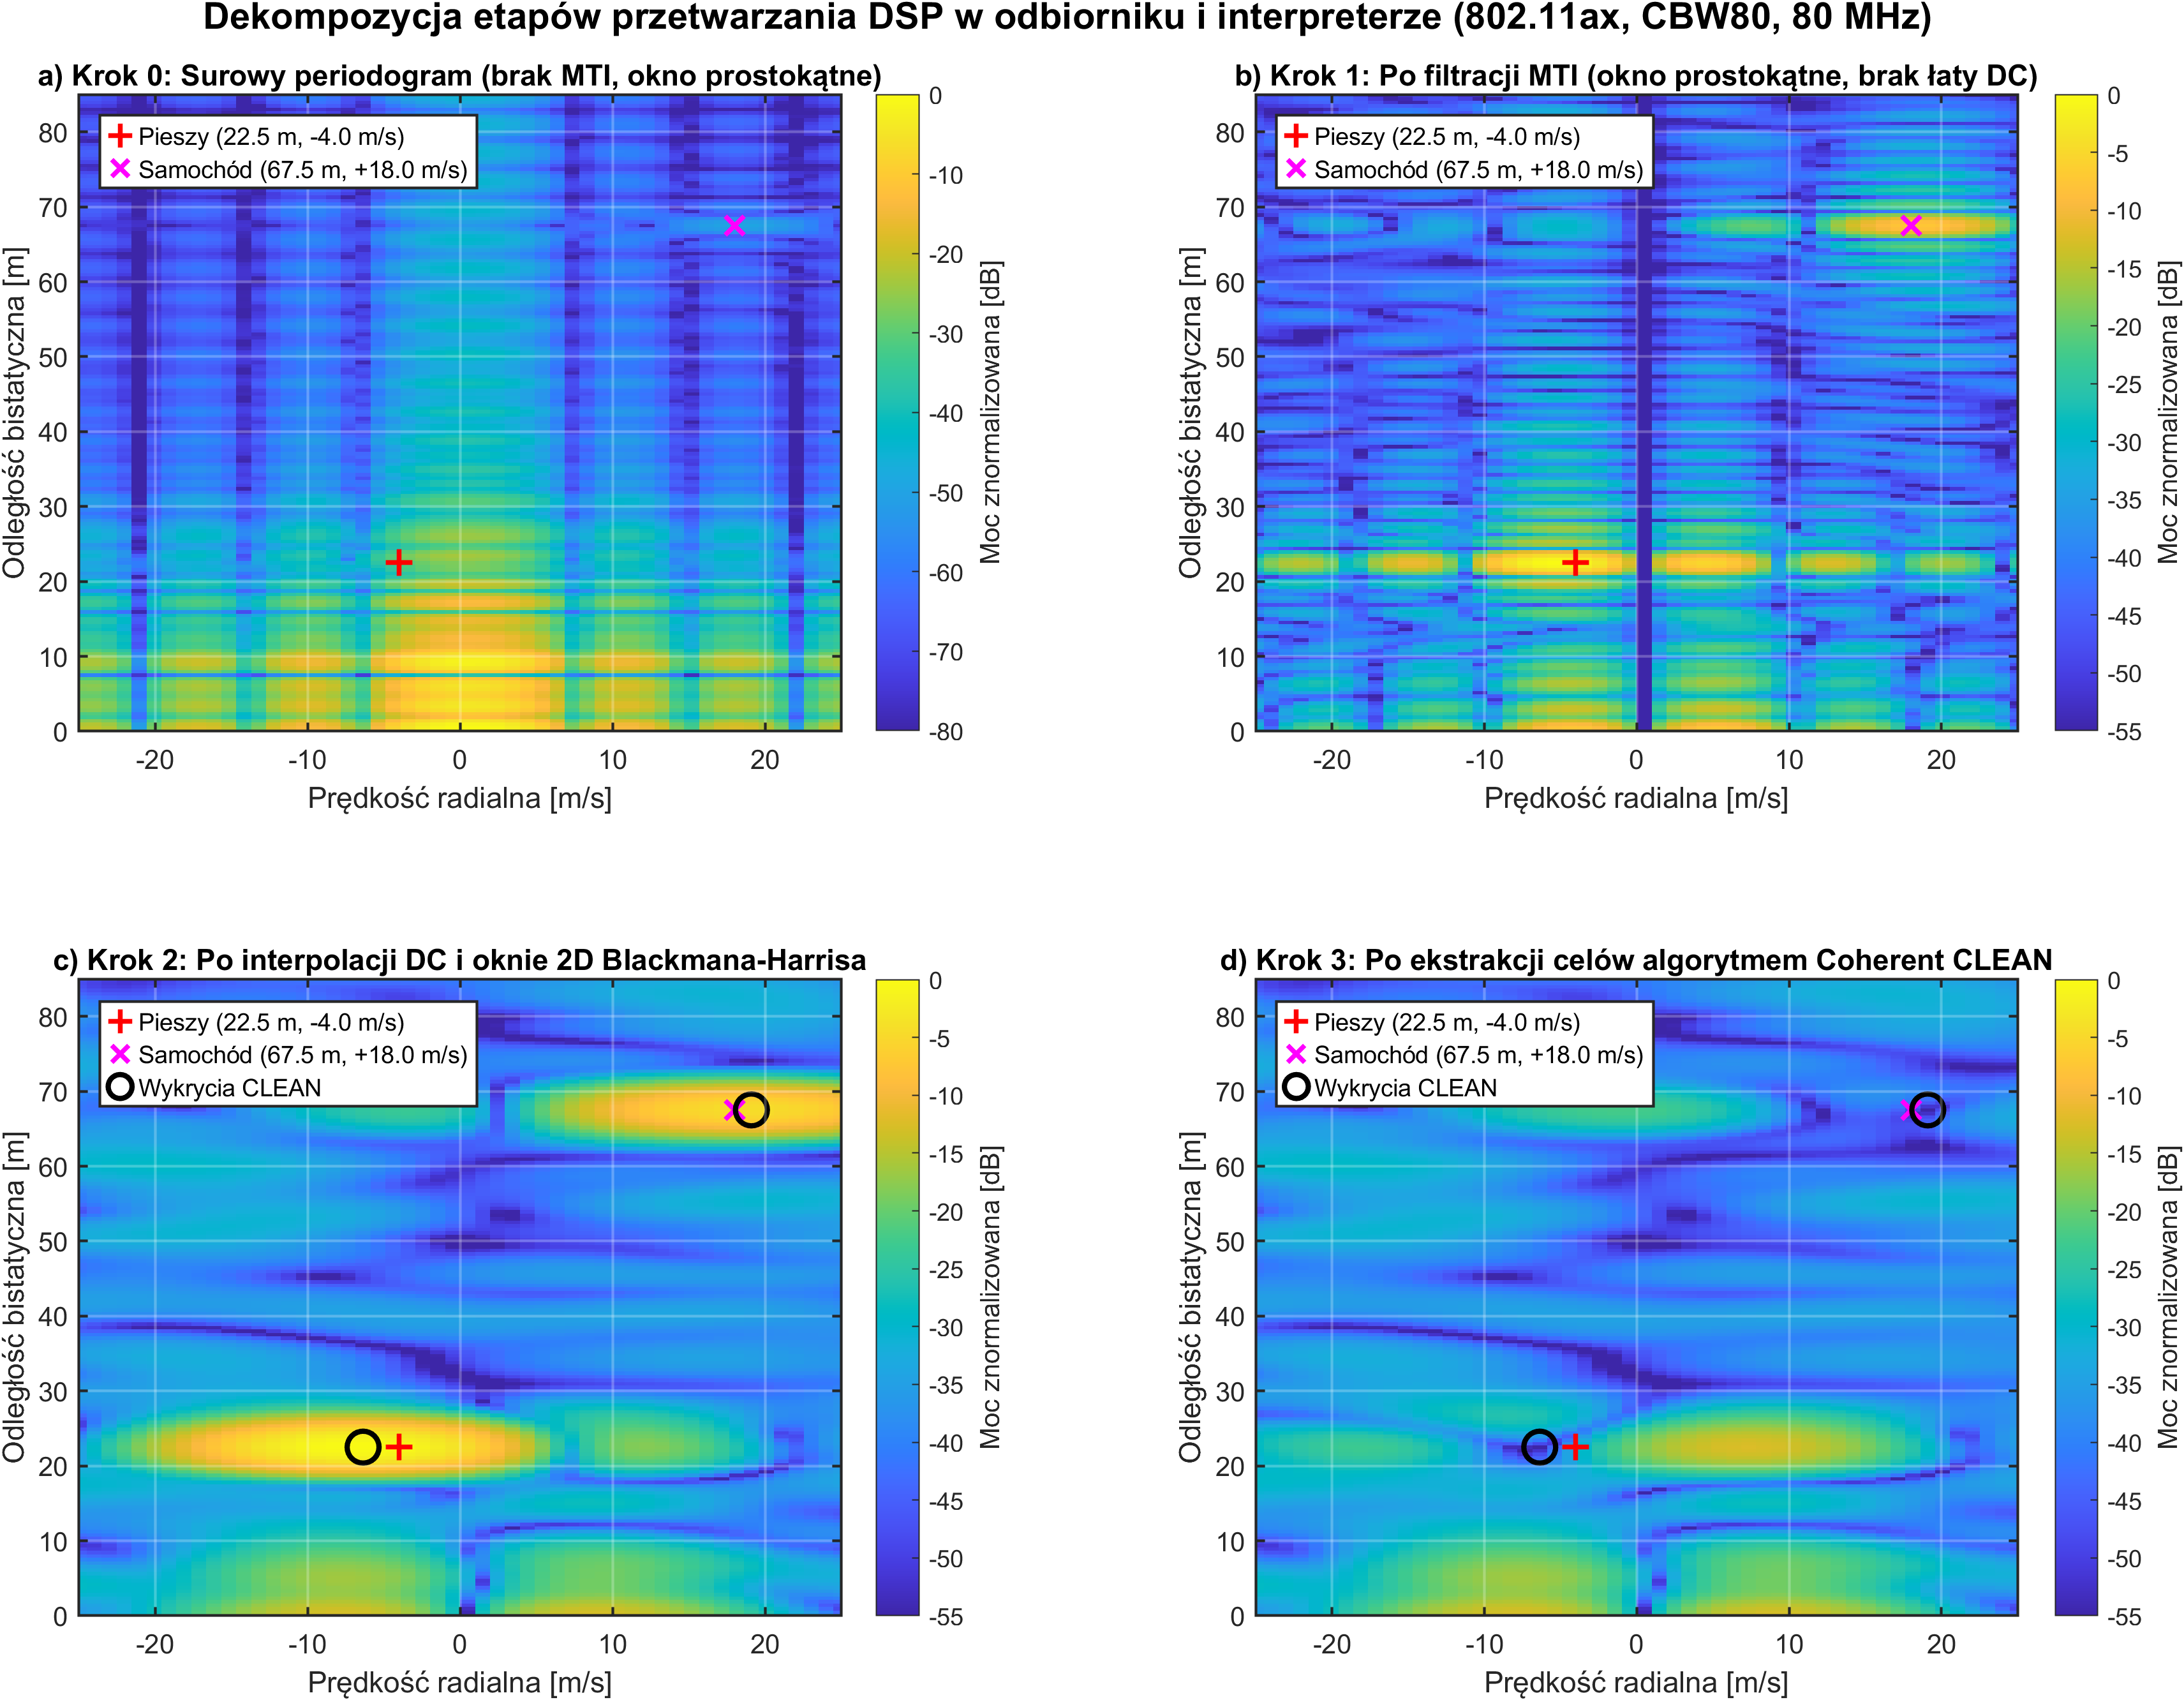 Dekompozycja etapów przetwarzania DSP w odbiorniku i interpreterze (802.11ax, CBW80, 80 MHz)
a) Krok 0: Surowy periodogram (brak MTI, okno prostokątne)
Pieszy (22.5 m, -4.0 m/s)
Samochód (67.5 m, +18.0 m/s)
Odległość bistatyczna [m]
80
70
60
50
40
30
20
10
0
-20 -10 0 10 20
Prędkość radialna [m/s]
0
-10
-20
-30
-40
-50
-60
-70
-80
Moc znormalizowana [dB]
b) Krok 1: Po filtracji MTI (okno prostokątne, brak łaty DC)
Pieszy (22.5 m, -4.0 m/s)
Samochód (67.5 m, +18.0 m/s)
Odległość bistatyczna [m]
80
70
60
50
40
30
20
10
0
-20 -10 0 10 20
Prędkość radialna [m/s]
0
-5
-10
-15
-20
-25
-30
-35
-40
-45
-50
-55
Moc znormalizowana [dB]
c) Krok 2: Po interpolacji DC i oknie 2D Blackmana-Harrisa
Pieszy (22.5 m, -4.0 m/s)
Samochód (67.5 m, +18.0 m/s)
Wykrycia CLEAN
Odległość bistatyczna [m]
80
70
60
50
40
30
20
10
0
-20 -10 0 10 20
Prędkość radialna [m/s]
0
-5
-10
-15
-20
-25
-30
-35
-40
-45
-50
-55
Moc znormalizowana [dB]
d) Krok 3: Po ekstrakcji celów algorytmem Coherent CLEAN
Pieszy (22.5 m, -4.0 m/s)
Samochód (67.5 m, +18.0 m/s)
Wykrycia CLEAN
Odległość bistatyczna [m]
80
70
60
50
40
30
20
10
0
-20 -10 0 10 20
Prędkość radialna [m/s]
0
-5
-10
-15
-20
-25
-30
-35
-40
-45
-50
-55
Moc znormalizowana [dB]